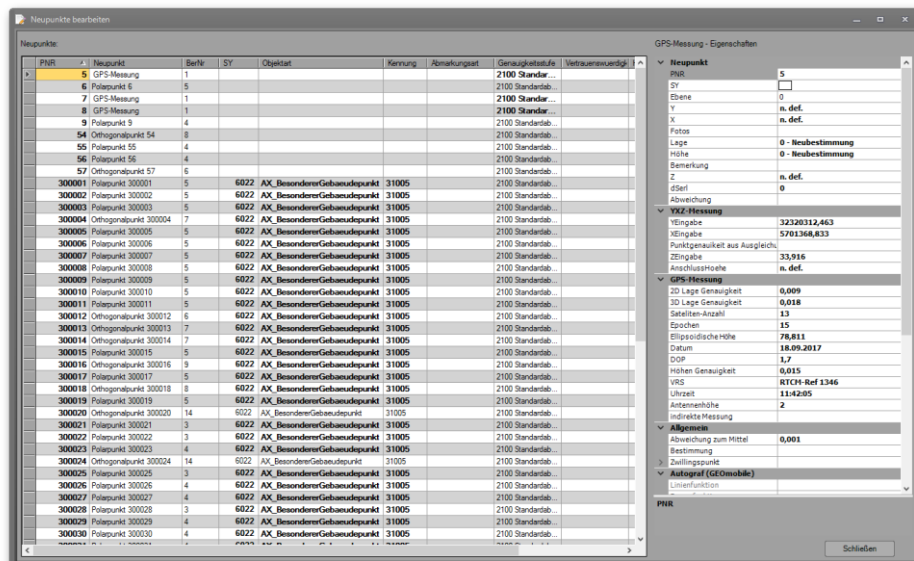 Neupunkte bearbeiten
Neupunkte:
PNR Neupunkt BerNr SY Objektart Kennung Abmarkungsart Genauigkeitsstufe Vertrauenswuerdigk
5 GPS-Messung 1 2100 Standar...
6 Polarpunkt 6 5 2100 Standardab...
7 GPS-Messung 1 2100 Standar...
8 GPS-Messung 1 2100 Standar...
9 Polarpunkt 9 4 2100 Standardab...
54 Orthogonalpunkt 54 8 2100 Standardab...
55 Polarpunkt 55 4 2100 Standardab...
56 Polarpunkt 56 4 2100 Standardab...
57 Orthogonalpunkt 57 6 2100 Standardab...
300001 Polarpunkt 300001 5 6022 AX_BesondererGebaeudepunkt 31005 2100 Standardab...
300002 Polarpunkt 300002 5 6022 AX_BesondererGebaeudepunkt 31005 2100 Standardab...
300003 Polarpunkt 300003 5 6022 AX_BesondererGebaeudepunkt 31005 2100 Standardab...
300004 Orthogonalpunkt 300004 7 6022 AX_BesondererGebaeudepunkt 31005 2100 Standardab...
300005 Polarpunkt 300005 5 6022 AX_BesondererGebaeudepunkt 31005 2100 Standardab...
300006 Polarpunkt 300006 5 6022 AX_BesondererGebaeudepunkt 31005 2100 Standardab...
300007 Polarpunkt 300007 5 6022 AX_BesondererGebaeudepunkt 31005 2100 Standardab...
300008 Polarpunkt 300008 5 6022 AX_BesondererGebaeudepunkt 31005 2100 Standardab...
300009 Polarpunkt 300009 5 6022 AX_BesondererGebaeudepunkt 31005 2100 Standardab...
300010 Polarpunkt 300010 5 6022 AX_BesondererGebaeudepunkt 31005 2100 Standardab...
300011 Polarpunkt 300011 5 6022 AX_BesondererGebaeudepunkt 31005 2100 Standardab...
300012 Orthogonalpunkt 300012 6 6022 AX_BesondererGebaeudepunkt 31005 2100 Standardab...
300013 Orthogonalpunkt 300013 7 6022 AX_BesondererGebaeudepunkt 31005 2100 Standardab...
300014 Orthogonalpunkt 300014 7 6022 AX_BesondererGebaeudepunkt 31005 2100 Standardab...
300015 Polarpunkt 300015 5 6022 AX_BesondererGebaeudepunkt 31005 2100 Standardab...
300016 Orthogonalpunkt 300016 9 6022 AX_BesondererGebaeudepunkt 31005 2100 Standardab...
300017 Polarpunkt 300017 5 6022 AX_BesondererGebaeudepunkt 31005 2100 Standardab...
300018 Orthogonalpunkt 300018 8 6022 AX_BesondererGebaeudepunkt 31005 2100 Standardab...
300019 Polarpunkt 300019 5 6022 AX_BesondererGebaeudepunkt 31005 2100 Standardab...
300020 Orthogonalpunkt 300020 14 6022 AX_BesondererGebaeudepunkt 31005 2100 Standardab...
300021 Polarpunkt 300021 3 6022 AX_BesondererGebaeudepunkt 31005 2100 Standardab...
300022 Polarpunkt 300022 3 6022 AX_BesondererGebaeudepunkt 31005 2100 Standardab...
300023 Polarpunkt 300023 4 6022 AX_BesondererGebaeudepunkt 31005 2100 Standardab...
300024 Orthogonalpunkt 300024 14 6022 AX_BesondererGebaeudepunkt 31005 2100 Standardab...
300025 Polarpunkt 300025 3 6022 AX_BesondererGebaeudepunkt 31005 2100 Standardab...
300026 Polarpunkt 300026 4 6022 AX_BesondererGebaeudepunkt 31005 2100 Standardab...
300027 Polarpunkt 300027 4 6022 AX_BesondererGebaeudepunkt 31005 2100 Standardab...
300028 Polarpunkt 300028 3 6022 AX_BesondererGebaeudepunkt 31005 2100 Standardab...
300029 Polarpunkt 300029 4 6022 AX_BesondererGebaeudepunkt 31005 2100 Standardab...
300030 Polarpunkt 300030 4 6022 AX_BesondererGebaeudepunkt 31005 2100 Standardab...
GPS-Messung - Eigenschaften
Neupunkt
PNR 5
SY
Ebene 0
Y n. def.
X n. def.
Fotos
Lage 0 - Neubestimmung
Höhe 0 - Neubestimmung
Bemerkung
Z n. def.
dSerl 0
Abweichung
YXZ-Messung
YEingabe 32320312,463
XEingabe 5701368,833
Punktgenauikeit aus Ausgleichu
ZEingabe 33,916
AnschlussHoehe n. def.
GPS-Messung
2D Lage Genauigkeit 0,009
3D Lage Genauigkeit 0,018
Sateliten-Anzahl 13
Epochen 15
Ellipsoidische Höhe 78,811
Datum 18.09.2017
DOP 1,7
Höhen Genauigkeit 0,015
VRS RTCM-Ref 1346
Uhrzeit 11:42:05
Antennenhöhe 2
indirekte Messung
Allgemein
Abweichung zum Mittel 0,001
Bestimmung
Zwillingspunkt
Autograf (GEOmobile)
Linienfunktion
PNR
Schließen